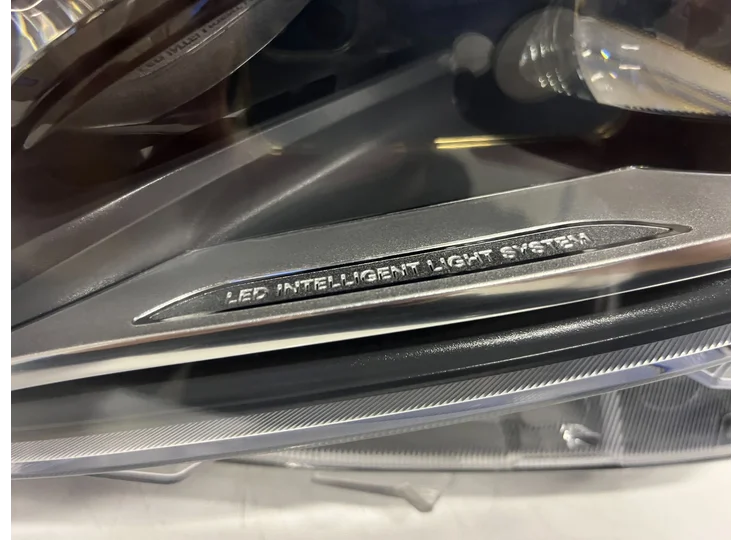 LED INTELLIGENT LIGHT SYSTEM